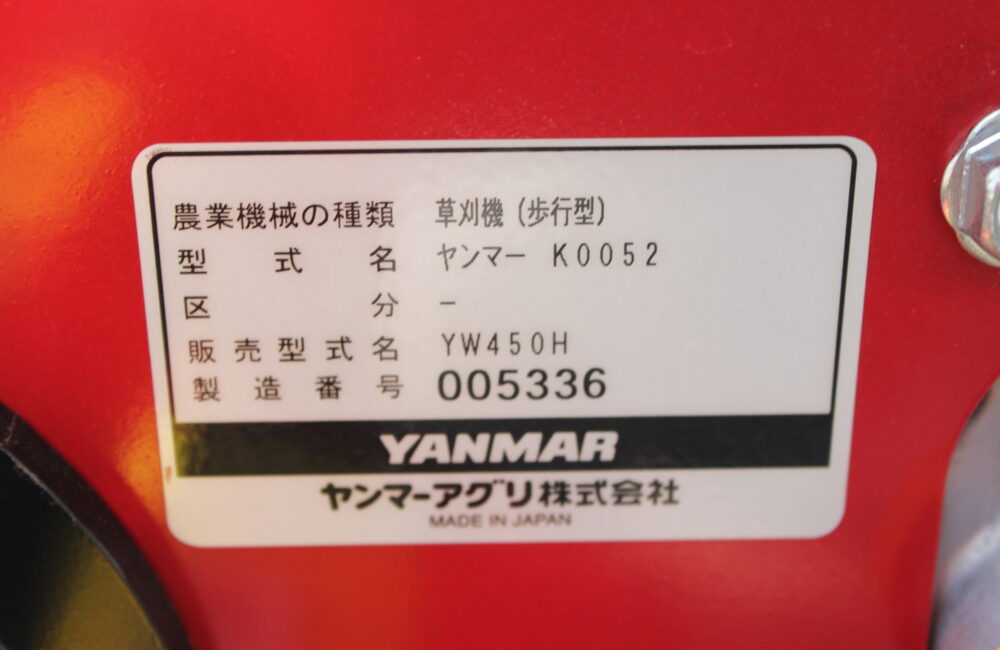 農業機械の種類 草刈機(歩行型)
型式名 ヤンマー K0052
区分 −
販売型式名 YW450H
製造番号 005336
YANMAR
ヤンマーアグリ株式会社
MADE IN JAPAN